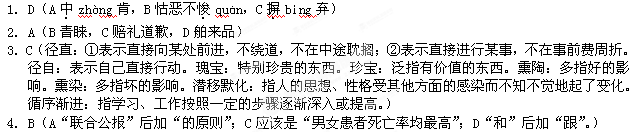 1. D（A 中 zhòng 肯，B 怙恶不悛 quān，C 摒 bìng 弃）
2. A（B 青睐，C 赔礼道歉，D 舶来品）
3. C（径直：①表示直接向某处前进，不绕道，不在中途耽搁；②表示直接进行某事，不在事前费周折。
径自：表示自己直接行动。瑰宝：特别珍贵的东西。珍宝：泛指有价值的东西。熏陶：多指好的影
响。熏染：多指坏的影响。潜移默化：指人的思想、性格受其他方面的感染而不知不觉地起了变化。
循序渐进：指学习、工作按照一定的步骤逐渐深入或提高。）
4. B（A“联合公报”后加“的原则”；C 应该是“男女患者死亡率均最高”；D“和”后加“跟”。）